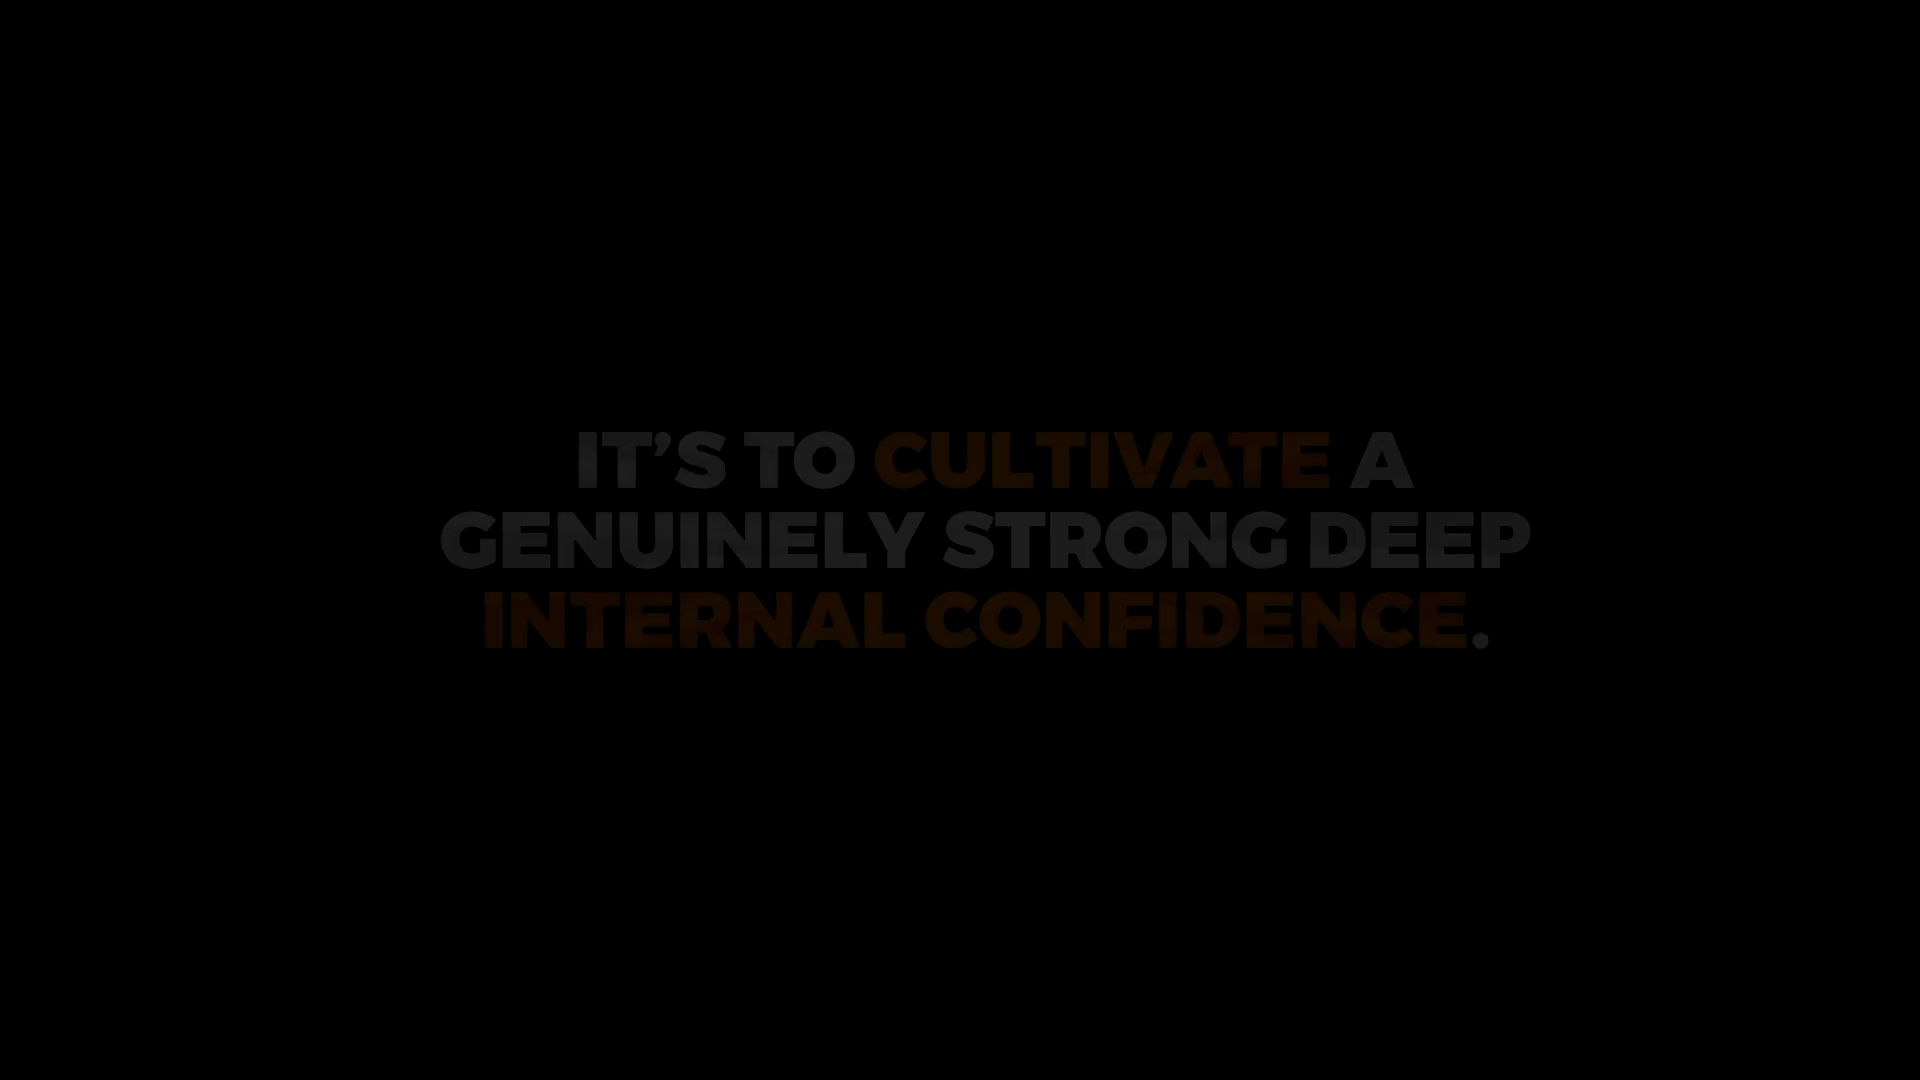 IT’S TO CULTIVATE A
GENUINELY STRONG DEEP
INTERNAL CONFIDENCE.